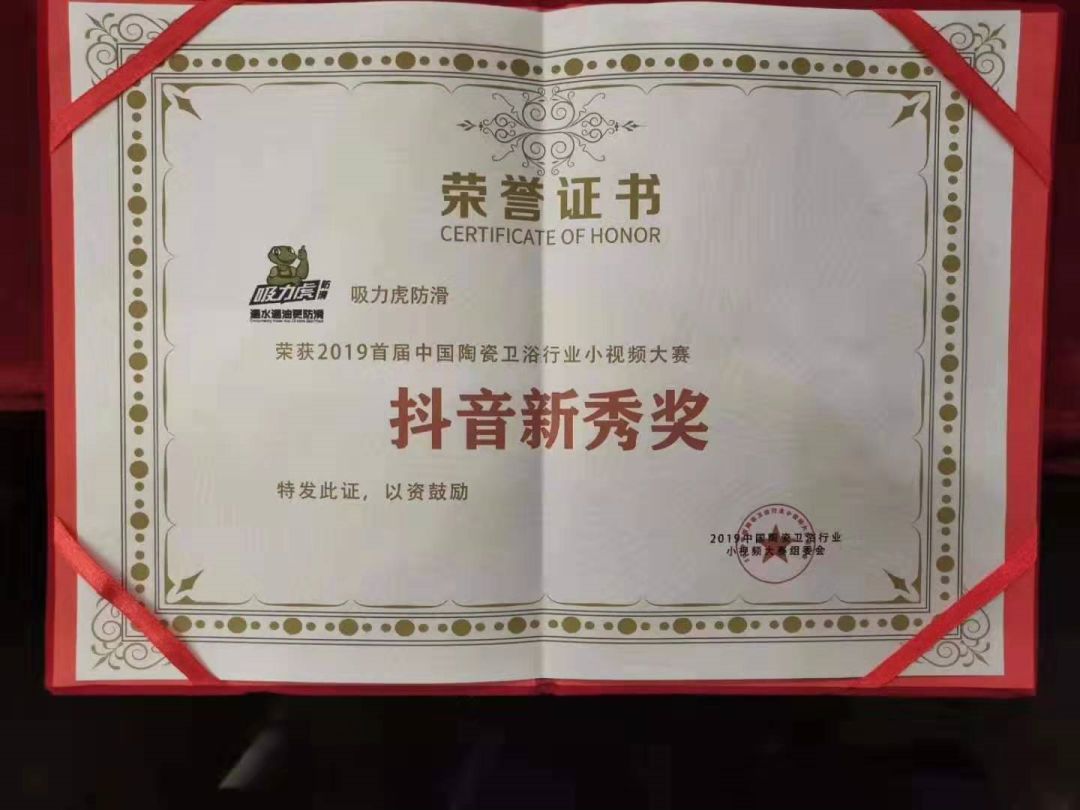 荣誉证书
CERTIFICATE OF HONOR
吸力虎防滑
遇水遇油更防滑
吸力虎防滑
荣获2019首届中国陶瓷卫浴行业小视频大赛
抖音新秀奖
特发此证，以资鼓励
2019中国陶瓷卫浴行业
小视频大赛组委会